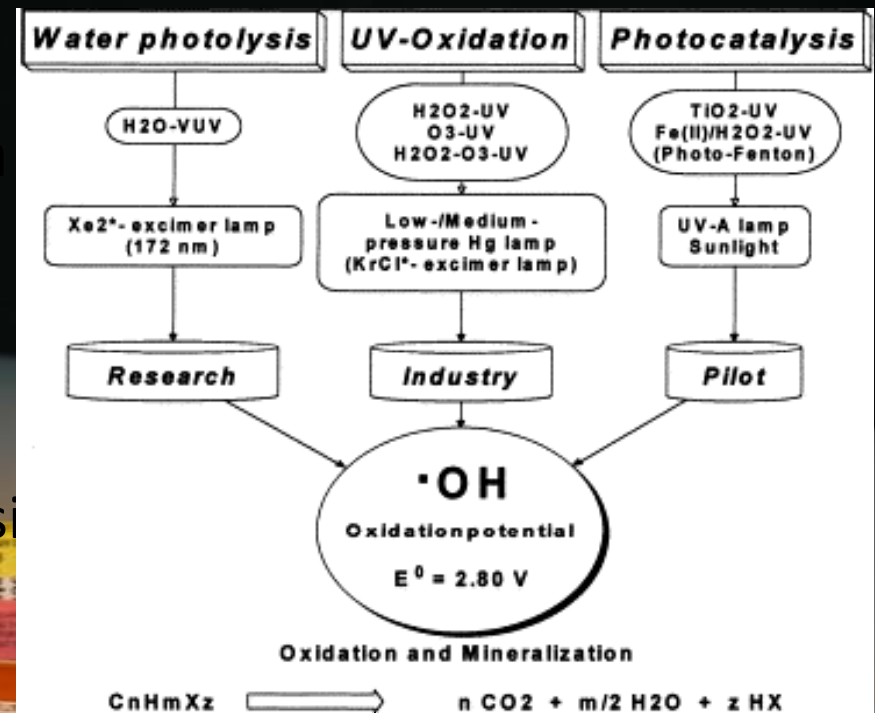 Water photolysis
UV-Oxidation
Photocatalysis
H2O-VUV
H2O2-UV
O3-UV
H2O2-O3-UV
TiO2-UV
Fe(II)/H2O2-UV
(Photo-Fenton)
Xe2*- excimer lamp
(172 nm)
Low-/Medium-
pressure Hg lamp
(KrCl*- excimer lamp)
UV-A lamp
Sunlight
Research
Industry
Pilot
·OH
Oxidationpotential
E⁰ = 2.80 V
Oxidation and Mineralization
CnHmXz n CO2 + m/2 H2O + z HX